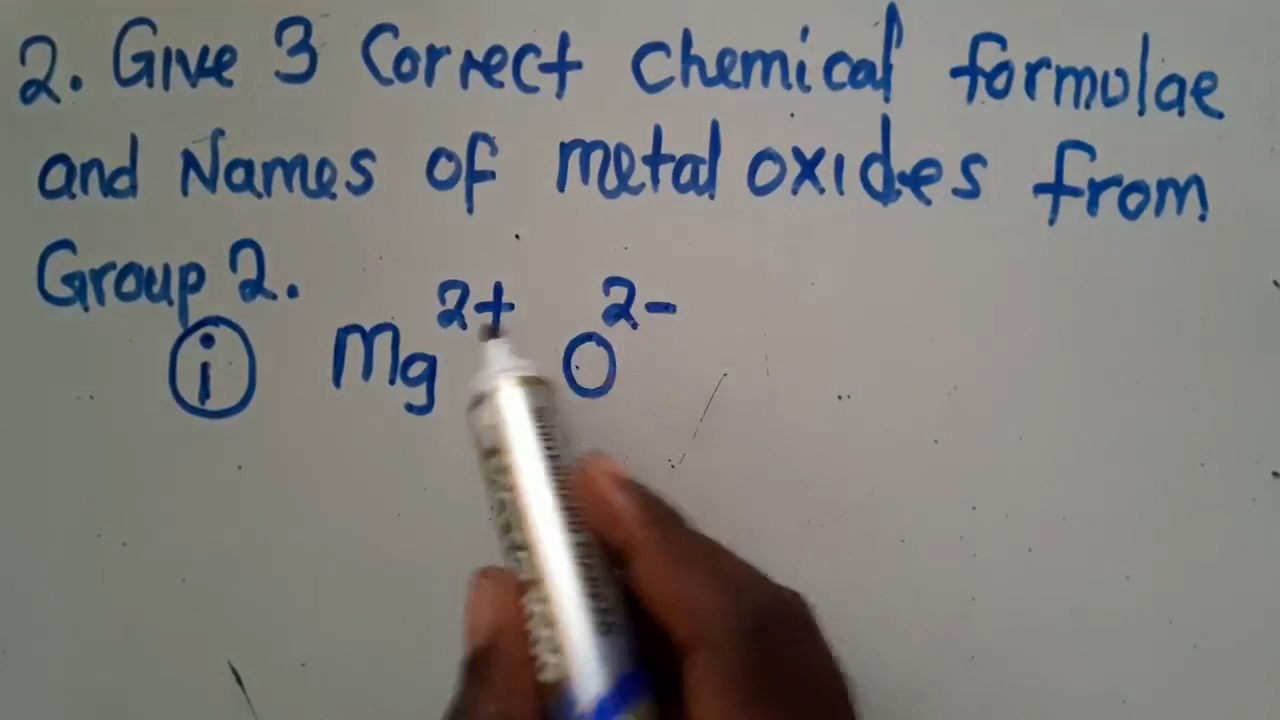 2. Give 3 Correct chemical formulae
and Names of metal oxides from
Group 2.
i Mg²⁺ O²⁻